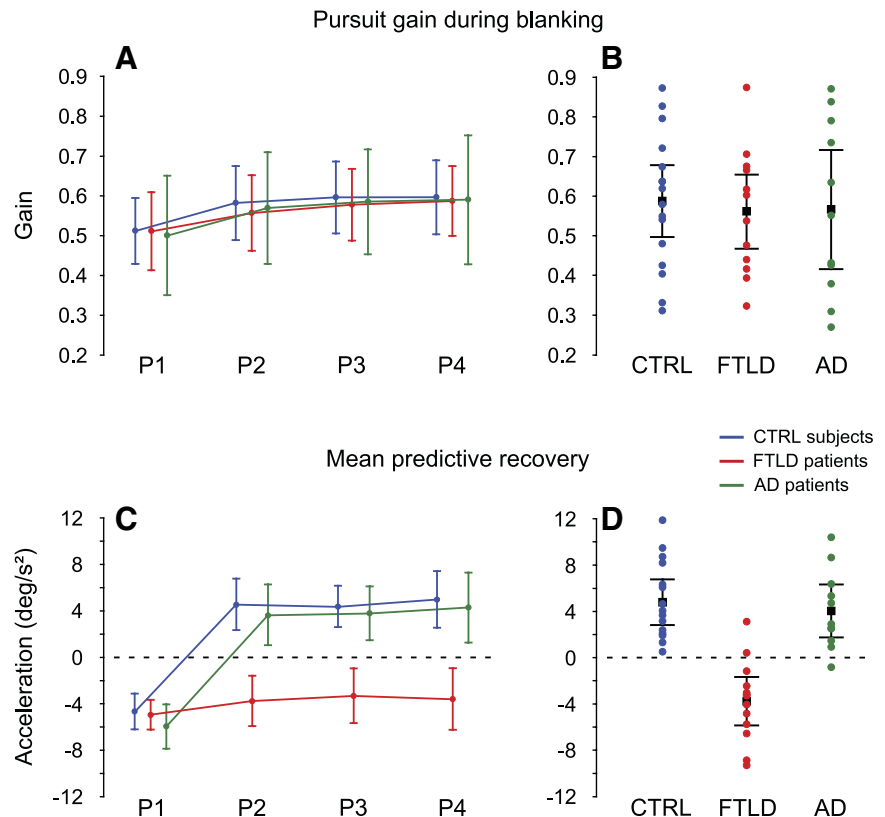 Pursuit gain during blanking
A
B
Gain
0.9
0.8
0.7
0.6
0.5
0.4
0.3
0.2
P1 P2 P3 P4
0.9
0.8
0.7
0.6
0.5
0.4
0.3
0.2
CTRL FTLD AD
CTRL subjects
FTLD patients
AD patients
Mean predictive recovery
C
D
Acceleration (deg/s²)
12
8
4
0
-4
-8
-12
P1 P2 P3 P4
12
8
4
0
-4
-8
-12
CTRL FTLD AD